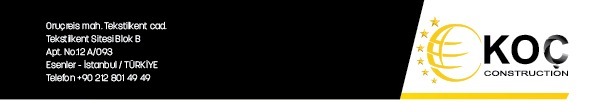 Oruçreis mah. Tekstilkent cad.
Tekstilkent Sitesi Blok B
Apt. No:12 A/093
Esenler - İstanbul / TÜRKİYE
Telefon +90 212 801 49 49
KOÇ
CONSTRUCTION